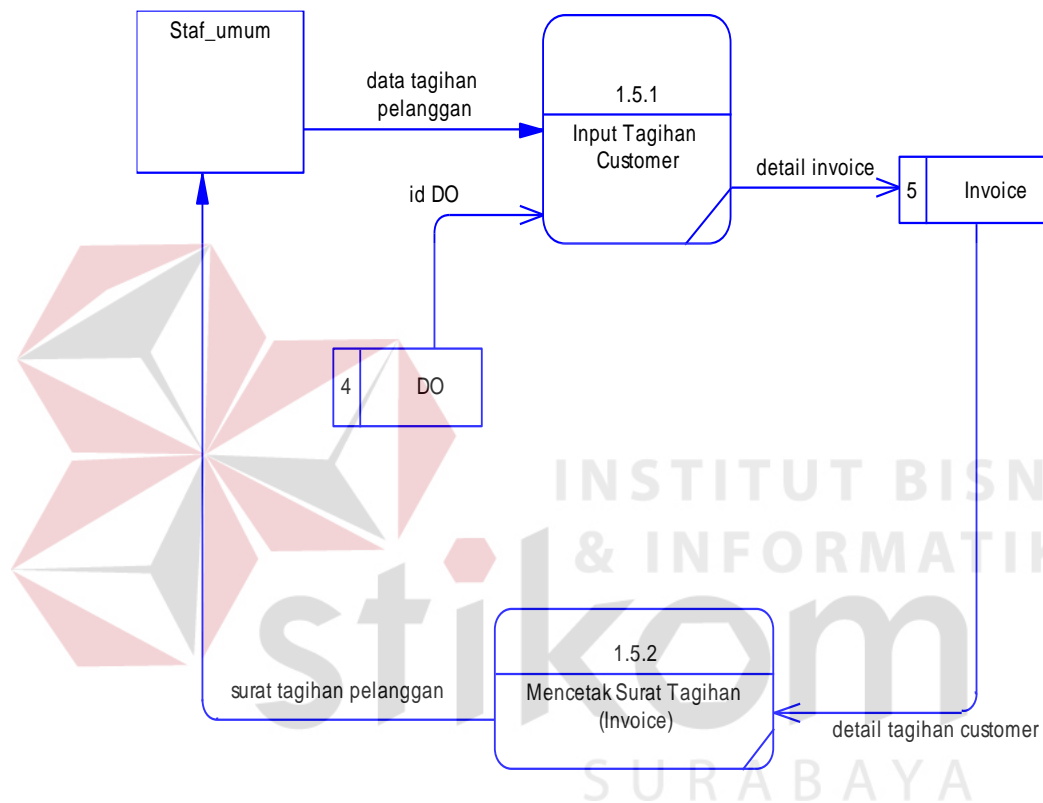 Staf_umum
data tagihan
pelanggan
1.5.1
Input Tagihan
Customer
detail invoice
5
Invoice
id DO
4
DO
INSTITUT BISN
& INFORMATIK
stikom
SURABAYA
1.5.2
Mencetak Surat Tagihan
(Invoice)
surat tagihan pelanggan
detail tagihan customer